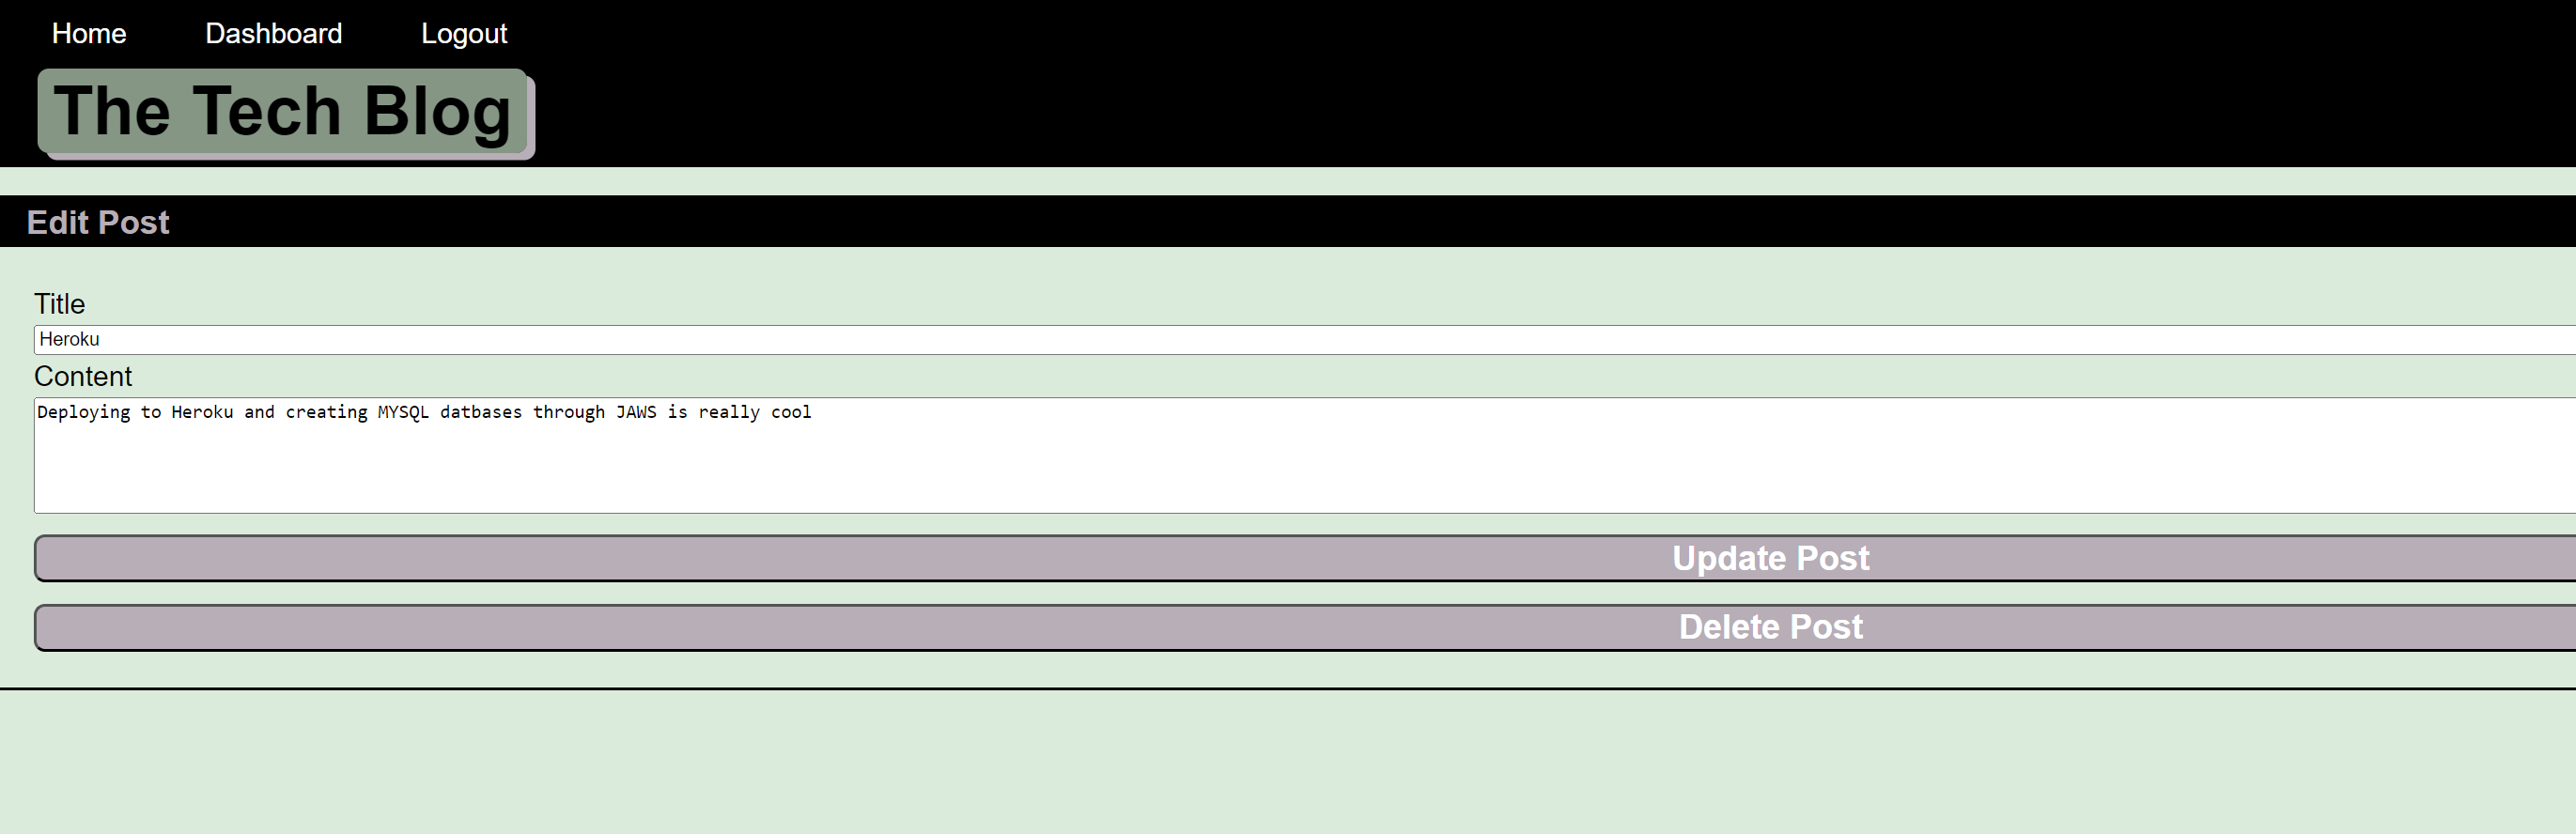 Home Dashboard Logout
The Tech Blog
Edit Post
Title
Heroku
Content
Deploying to Heroku and creating MYSQL datbases through JAWS is really cool
Update Post
Delete Post